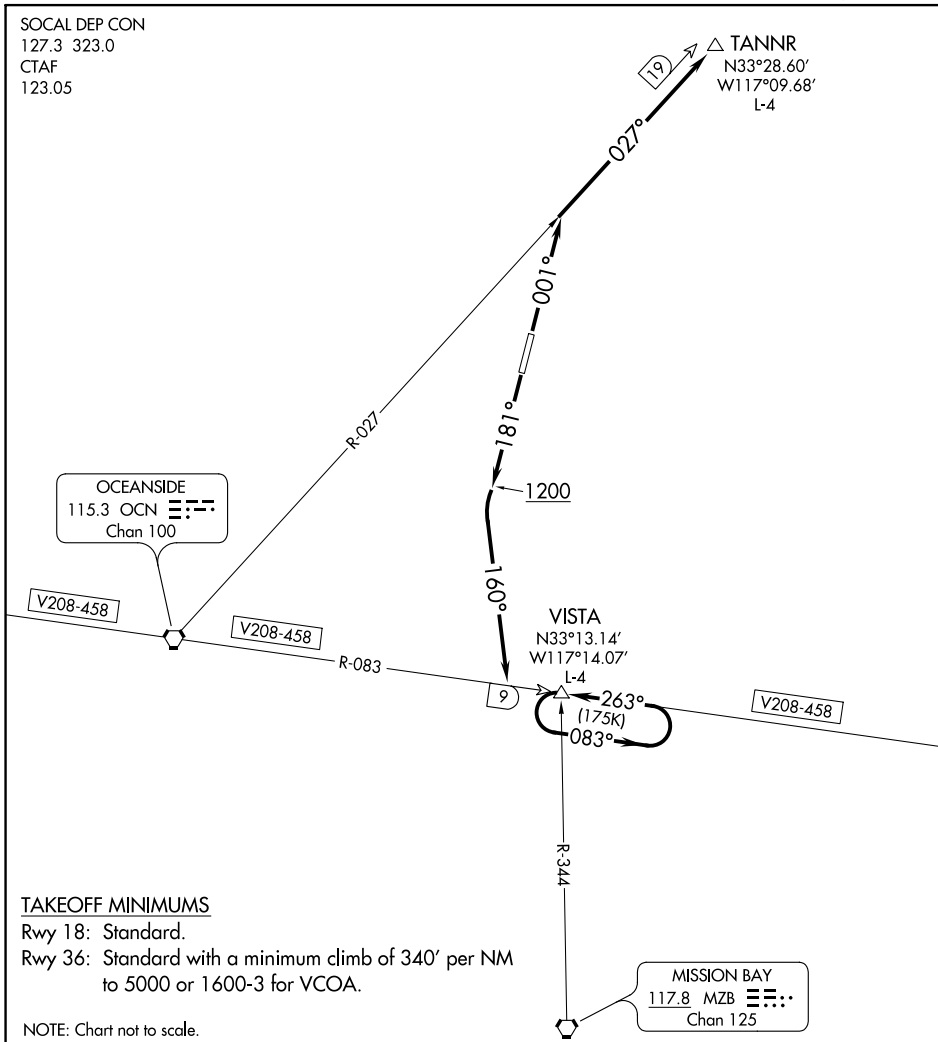 SOCAL DEP CON
127.3 323.0
CTAF
123.05
TANNR
N33°28.60'
W117°09.68'
L-4
19
027°
001°
R-027
181°
1200
OCEANSIDE
115.3 OCN
Chan 100
160°
V208-458
V208-458
R-083
9
VISTA
N33°13.14'
W117°14.07'
L-4
263°
(175K)
083°
V208-458
R-344
TAKEOFF MINIMUMS
Rwy 18: Standard.
Rwy 36: Standard with a minimum climb of 340' per NM
to 5000 or 1600-3 for VCOA.
NOTE: Chart not to scale.
MISSION BAY
117.8 MZB
Chan 125